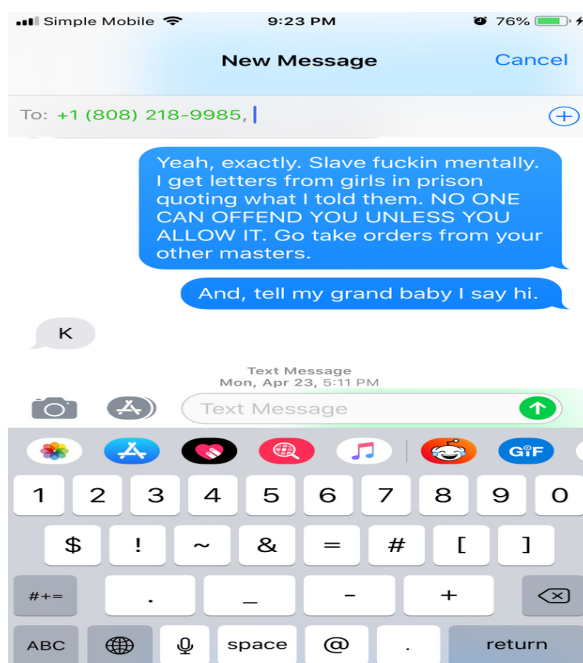 Simple Mobile 9:23 PM 76%
New Message Cancel
To: +1 (808) 218-9985,
Yeah, exactly. Slave fuckin mentally.
I get letters from girls in prison
quoting what I told them. NO ONE
CAN OFFEND YOU UNLESS YOU
ALLOW IT. Go take orders from your
other masters.
And, tell my grand baby I say hi.
K
Text Message
Mon, Apr 23, 5:11 PM
Text Message
GIF
1 2 3 4 5 6 7 8 9 0
$ ! ~ & = # [ ]
#+= . _ - +
ABC space @ . return